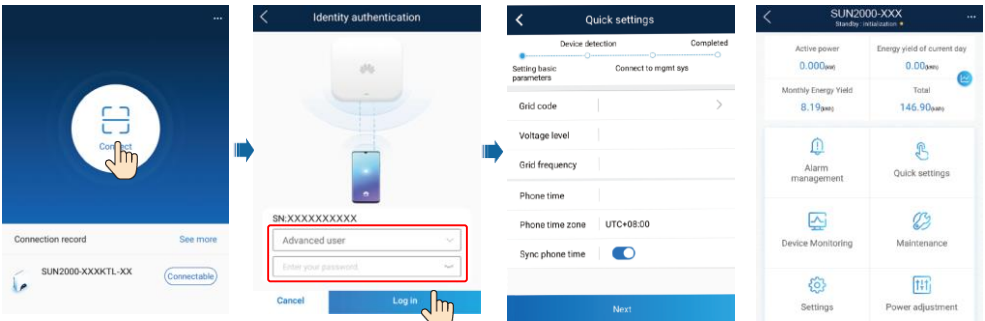 ...
Connect
Connection record
See more
SUN2000-XXXKTL-XX
Connectable
Identity authentication
SN:XXXXXXXXXX
Advanced user
Enter your password
Cancel
Log in
Quick settings
Device detection
Completed
Setting basic
parameters
Connect to mgmt sys
Grid code
Voltage level
Grid frequency
Phone time
Phone time zone
UTC+08:00
Sync phone time
Next
SUN2000-XXX
...
Standby : initialization
Active power
Energy yield of current day
0.000(kW)
0.00(kWh)
Monthly Energy Yield
Total
8.19(kWh)
146.90(kWh)
Alarm
management
Quick settings
Device Monitoring
Maintenance
Settings
Power adjustment